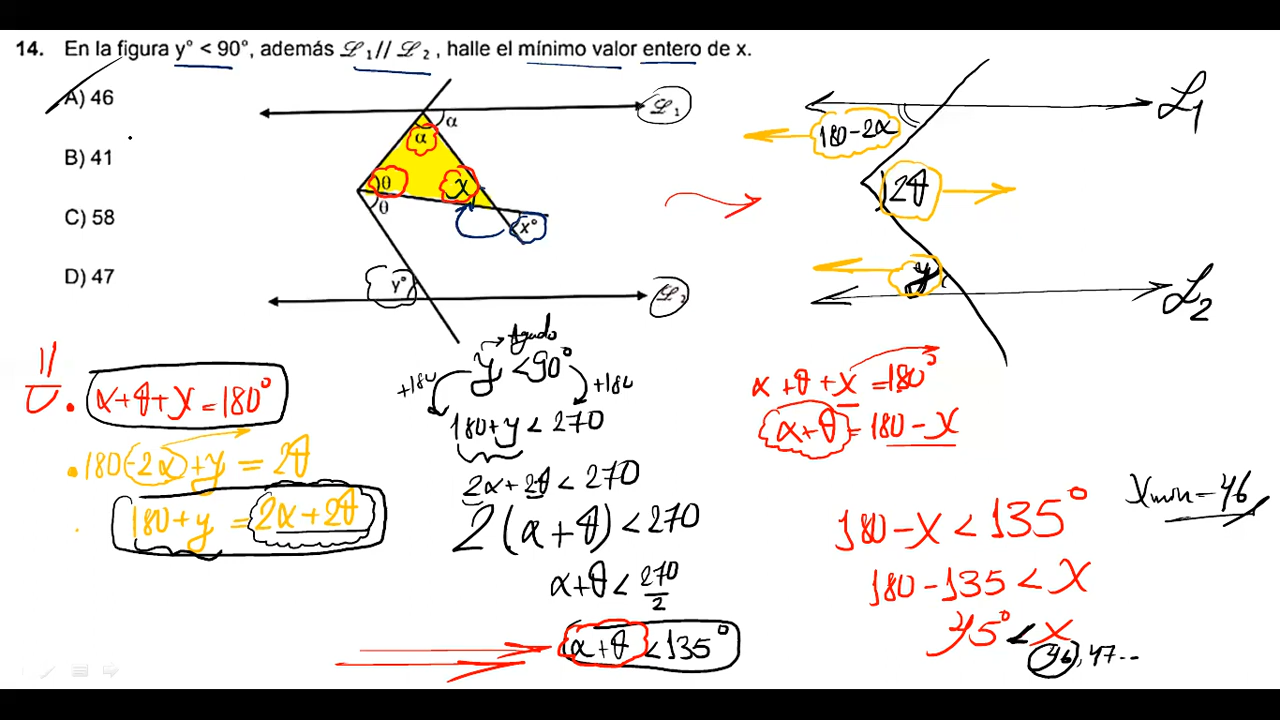 14. En la figura y° < 90°, además ℒ₁ // ℒ₂, halle el mínimo valor entero de x.
A) 46
B) 41
C) 58
D) 47
ℒ₁
α
α
θ
θ
x
x°
y°
ℒ₂
180-2α
2θ
y
ℒ₁
ℒ₂
• α+θ+x=180°
• 180-2α+y = 2θ
180+y = 2α+2θ
y → Agudo
y < 90°
+180
+180
180+y < 270
2α+2θ < 270
2(α+θ) < 270
α+θ < 270/2
α+θ < 135°
α+θ+x =180°
α+θ = 180-x
180-x < 135°
180-135 < x
45° < x
46, 47...
xmin = 46